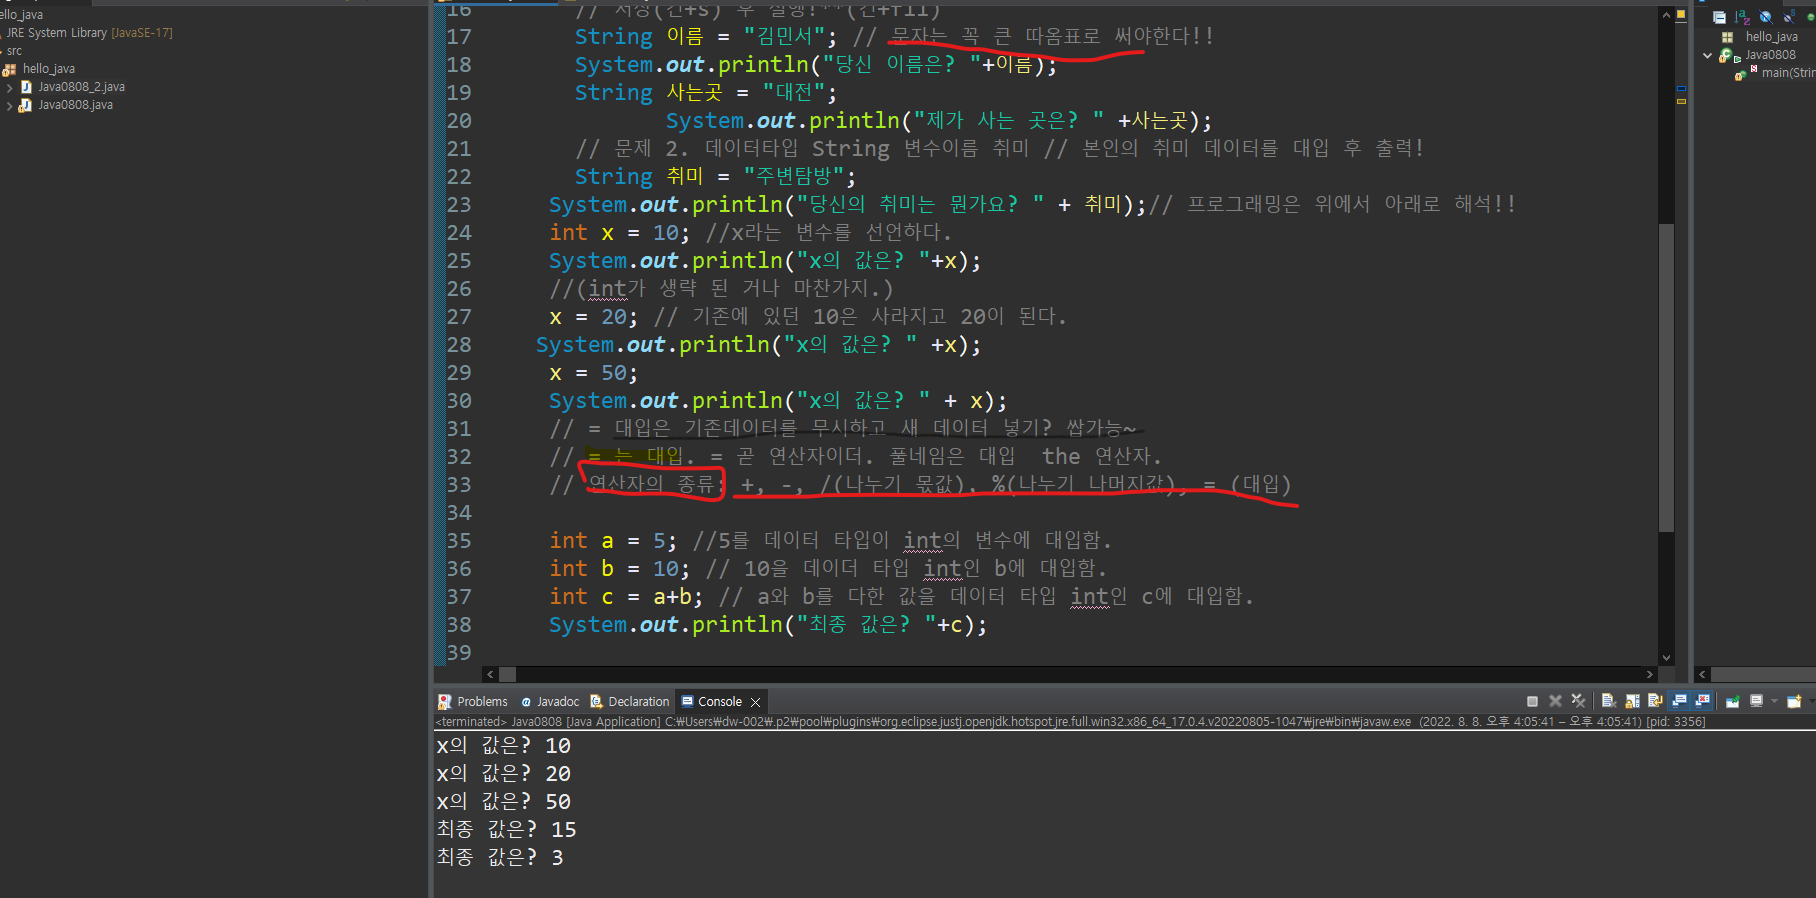 ello_java
JRE System Library [JavaSE-17]
src
hello_java
Java0808_2.java
Java0808.java
16 // 저장(컨+s) 후 실행!**(컨+f11)
17 String 이름 = "김민서"; // 문자는 꼭 큰 따옴표로 써야한다!!
18 System.out.println("당신 이름은? "+이름);
19 String 사는곳 = "대전";
20 System.out.println("제가 사는 곳은? " +사는곳);
21 // 문제 2. 데이터타입 String 변수이름 취미 // 본인의 취미 데이터를 대입 후 출력!
22 String 취미 = "주변탐방";
23 System.out.println("당신의 취미는 뭔가요? " + 취미);// 프로그래밍은 위에서 아래로 해석!!
24 int x = 10; //x라는 변수를 선언하다.
25 System.out.println("x의 값은? "+x);
26 //(int가 생략 된 거나 마찬가지.)
27 x = 20; // 기존에 있던 10은 사라지고 20이 된다.
28 System.out.println("x의 값은? " +x);
29 x = 50;
30 System.out.println("x의 값은? " + x);
31 // = 대입은 기존데이터를 무시하고 새 데이터 넣기? 쌉가능~
32 // = 는 대입. = 곧 연산자이더. 풀네임은 대입 the 연산자.
33 // 연산자의 종류: +, -, /(나누기 몫값), %(나누기 나머지값), = (대입)
34
35 int a = 5; //5를 데이터 타입이 int의 변수에 대입함.
36 int b = 10; // 10을 데이더 타입 int인 b에 대입함.
37 int c = a+b; // a와 b를 다한 값을 데이터 타입 int인 c에 대입함.
38 System.out.println("최종 값은? "+c);
39
hello_java
Java0808
main(Strin
Problems Javadoc Declaration Console
<terminated> Java0808 [Java Application] C:₩Users₩dw-002₩.p2₩pool₩plugins₩org.eclipse.justj.openjdk.hotspot.jre.full.win32.x86_64_17.0.4.v20220805-1047₩jre₩bin₩javaw.exe (2022. 8. 8. 오후 4:05:41 – 오후 4:05:41) [pid: 3356]
x의 값은? 10
x의 값은? 20
x의 값은? 50
최종 값은? 15
최종 값은? 3